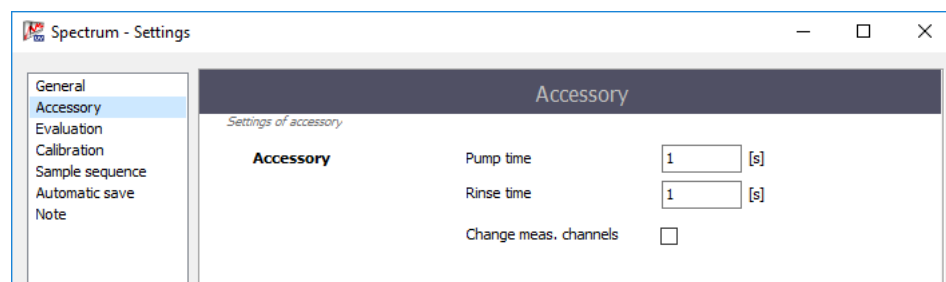 Spectrum - Settings
General
Accessory
Evaluation
Calibration
Sample sequence
Automatic save
Note
Accessory
Settings of accessory
Accessory Pump time 1 [s]
Rinse time 1 [s]
Change meas. channels